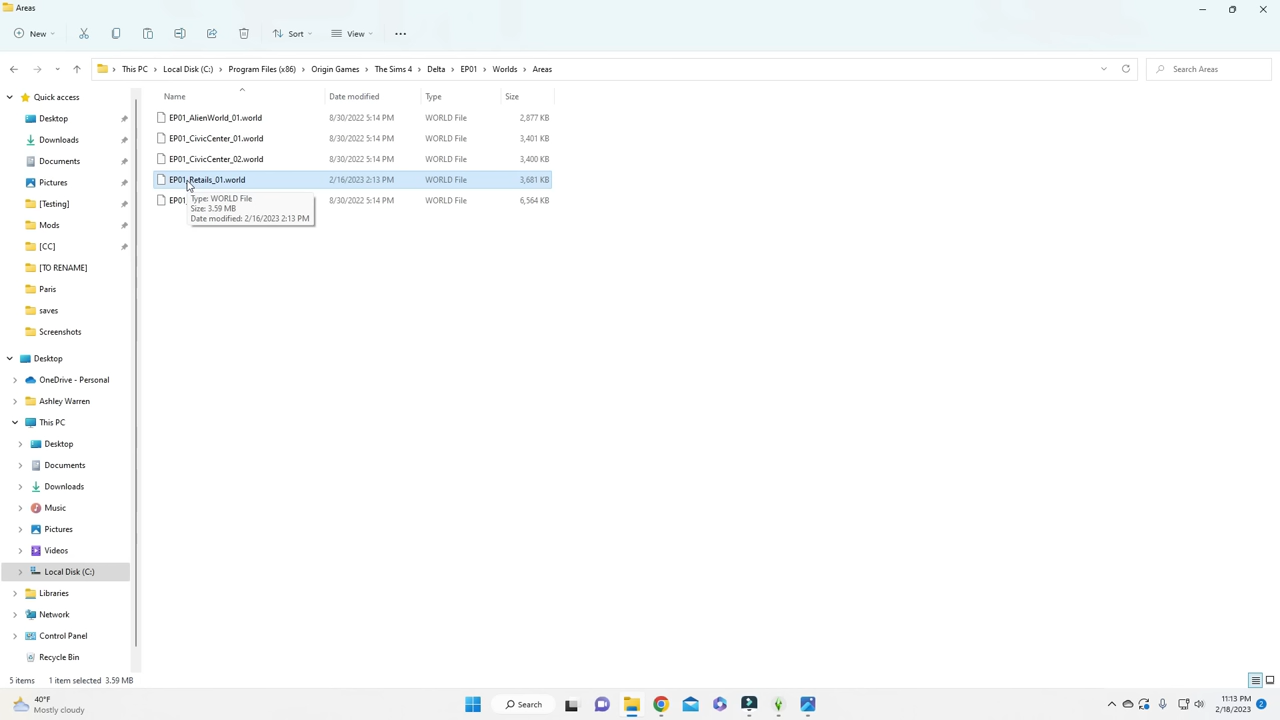 Areas
New
Sort
View
This PC
Local Disk (C:)
Program Files (x86)
Origin Games
The Sims 4
Delta
EP01
Worlds
Areas
Search Areas
Name Date modified Type Size
EP01_AlienWorld_01.world 8/30/2022 5:14 PM WORLD File 2,877 KB
EP01_CivicCenter_01.world 8/30/2022 5:14 PM WORLD File 3,401 KB
EP01_CivicCenter_02.world 8/30/2022 5:14 PM WORLD File 3,400 KB
EP01_Retails_01.world 2/16/2023 2:13 PM WORLD File 3,681 KB
EP01_ 8/30/2022 5:14 PM WORLD File 6,564 KB
Type: WORLD File
Size: 3.59 MB
Date modified: 2/16/2023 2:13 PM
Quick access
Desktop
Downloads
Documents
Pictures
[Testing]
Mods
[CC]
[TO RENAME]
Paris
saves
Screenshots
Desktop
OneDrive - Personal
Ashley Warren
This PC
Desktop
Documents
Downloads
Music
Pictures
Videos
Local Disk (C:)
Libraries
Network
Control Panel
Recycle Bin
5 items 1 item selected 3.59 MB
40°F
Mostly cloudy
Search
11:13 PM
2/18/2023
2